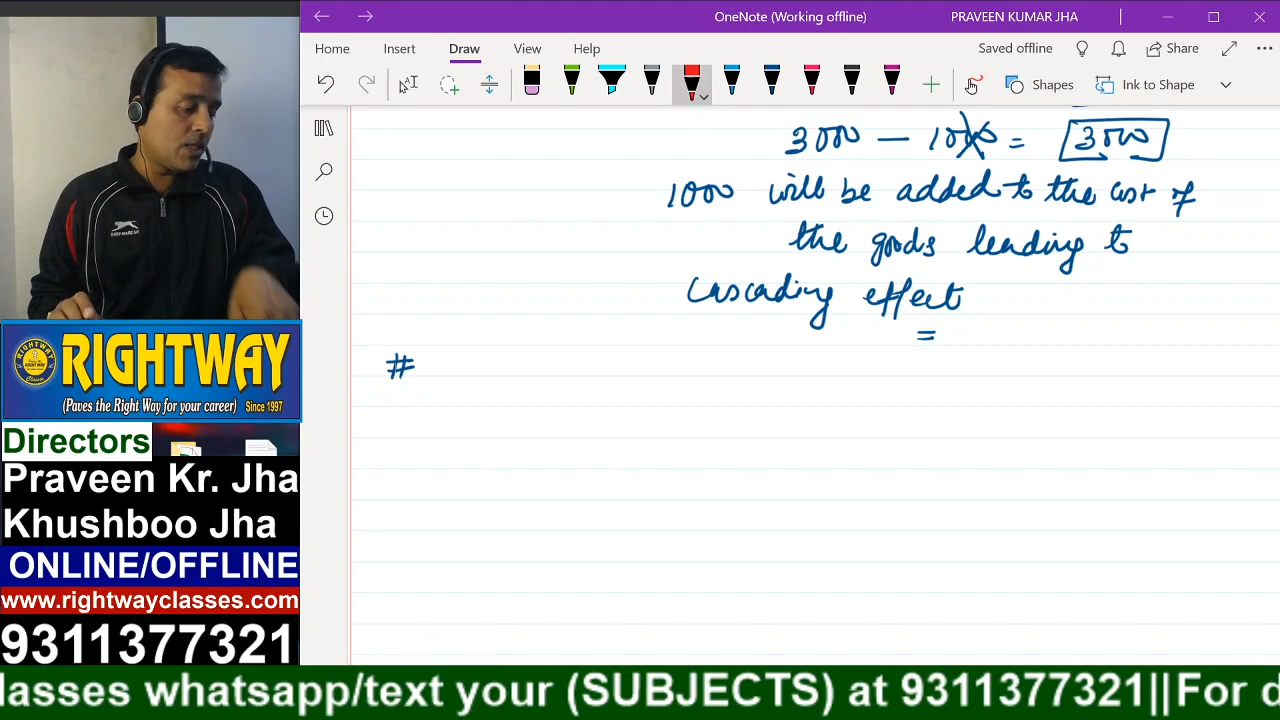 OneNote (Working offline)
PRAVEEN KUMAR JHA
Home
Insert
Draw
View
Help
Saved offline
Share
Shapes
Ink to Shape
3000 — 1000 = 3000
1000 will be added to the cost of
the goods leading to
cascading effect
=
#
RIGHTWAY
(Paves the Right Way for your career) Since 1997
Directors
Praveen Kr. Jha
Khushboo Jha
ONLINE/OFFLINE
www.rightwayclasses.com
9311377321
lasses whatsapp/text your (SUBJECTS) at 9311377321||For d